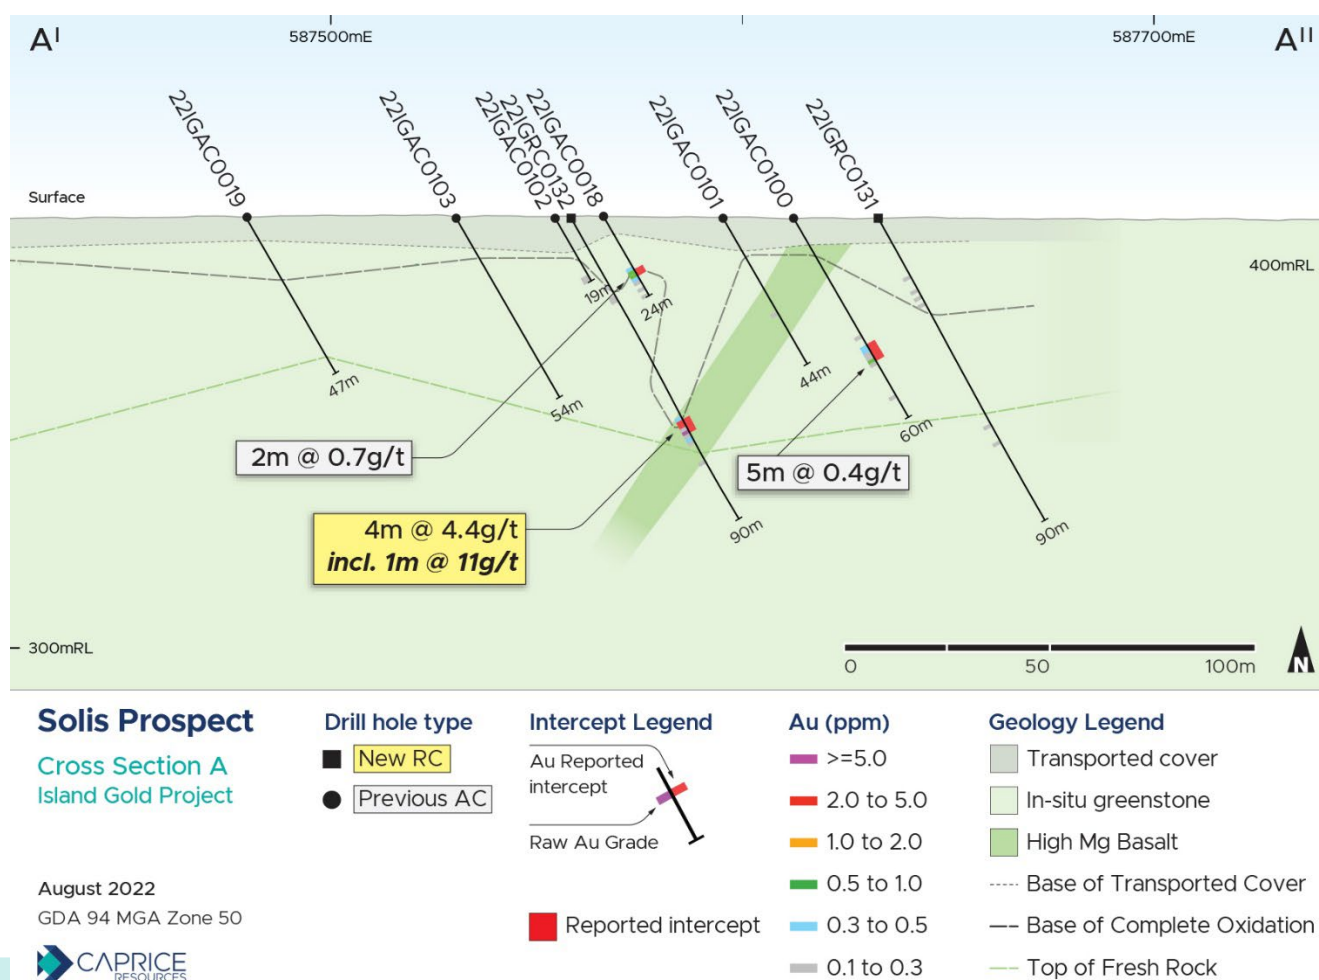 A|
587500mE
587700mE
A||
22IGAC0019
22IGAC0103
22IGAC0102
22IGRC0132
22IGAC0018
22IGAC0101
22IGAC0100
22IGRC0131
Surface
400mRL
19m
24m
47m
54m
44m
60m
90m
90m
2m @ 0.7g/t
5m @ 0.4g/t
4m @ 4.4g/t
incl. 1m @ 11g/t
300mRL
0
50
100m
N
Solis Prospect
Cross Section A
Island Gold Project
August 2022
GDA 94 MGA Zone 50
CAPRICE
RESOURCES
Drill hole type
New RC
Previous AC
Intercept Legend
Au Reported
intercept
Raw Au Grade
Reported intercept
Au (ppm)
>=5.0
2.0 to 5.0
1.0 to 2.0
0.5 to 1.0
0.3 to 0.5
0.1 to 0.3
Geology Legend
Transported cover
In-situ greenstone
High Mg Basalt
Base of Transported Cover
Base of Complete Oxidation
Top of Fresh Rock